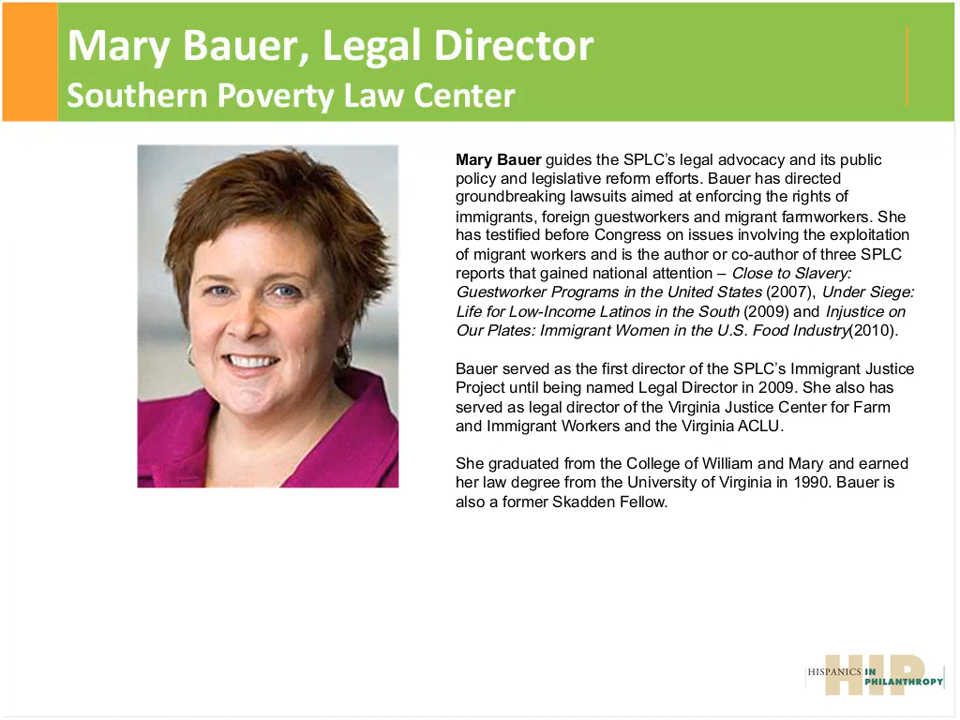 Mary Bauer, Legal Director
Southern Poverty Law Center
Mary Bauer guides the SPLC’s legal advocacy and its public
policy and legislative reform efforts. Bauer has directed
groundbreaking lawsuits aimed at enforcing the rights of
immigrants, foreign guestworkers and migrant farmworkers. She
has testified before Congress on issues involving the exploitation
of migrant workers and is the author or co-author of three SPLC
reports that gained national attention – Close to Slavery:
Guestworker Programs in the United States (2007), Under Siege:
Life for Low-Income Latinos in the South (2009) and Injustice on
Our Plates: Immigrant Women in the U.S. Food Industry(2010).
Bauer served as the first director of the SPLC’s Immigrant Justice
Project until being named Legal Director in 2009. She also has
served as legal director of the Virginia Justice Center for Farm
and Immigrant Workers and the Virginia ACLU.
She graduated from the College of William and Mary and earned
her law degree from the University of Virginia in 1990. Bauer is
also a former Skadden Fellow.
HIP
HISPANICS IN
PHILANTHROPY